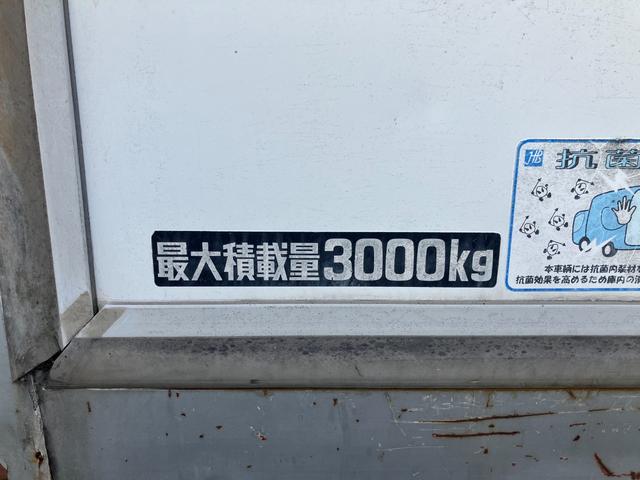 最大積載量3000kg
抗菌
本車輌には抗菌内装材
抗菌効果を高めるため庫内の